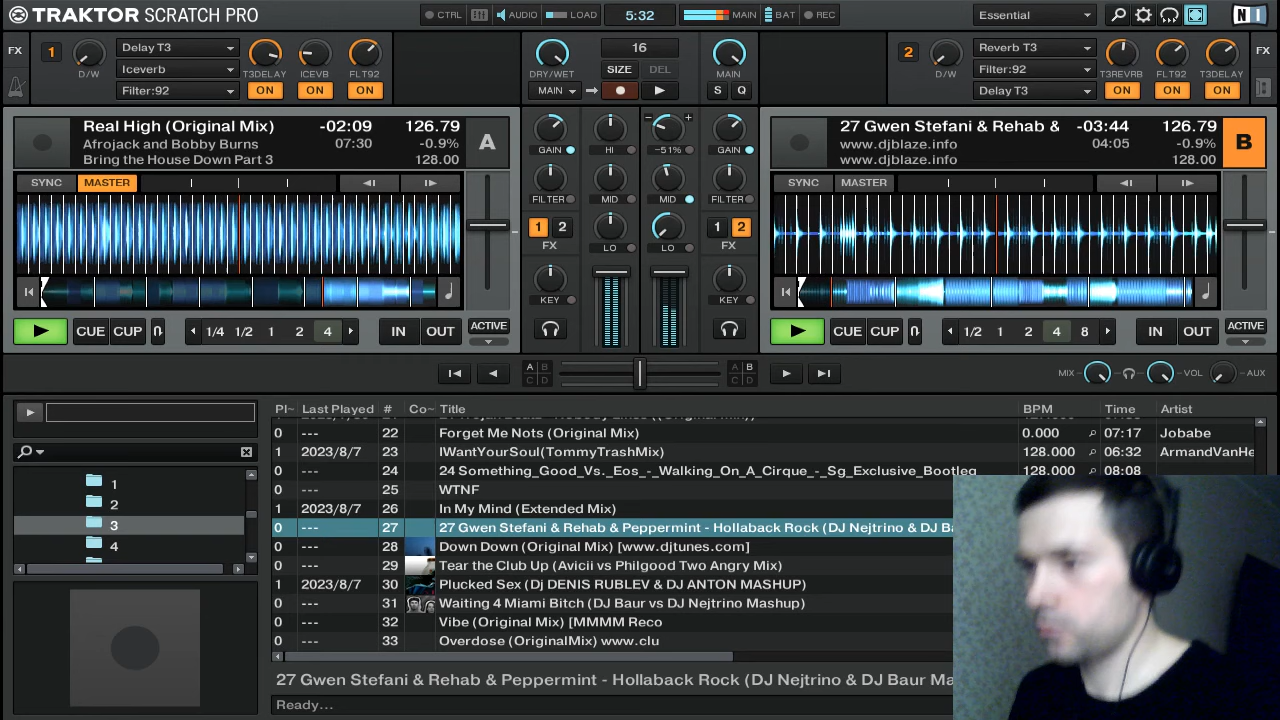 TRAKTOR SCRATCH PRO
CTRL AUDIO LOAD 5:32 MAIN BAT REC
Essential
NI
FX 1 D/W
Delay T3
Iceverb
Filter:92
T3DELAY ICEVB FLT92
ON ON ON
DRY/WET
MAIN
16
SIZE DEL
MAIN
S Q
2 D/W
Reverb T3
Filter:92
Delay T3
T3REVRB FLT92 T3DELAY
ON ON ON
FX
Real High (Original Mix) -02:09 126.79
Afrojack and Bobby Burns 07:30 -0.9%
Bring the House Down Part 3 128.00
A
SYNC MASTER
CUE CUP 1/4 1/2 1 2 4 IN OUT ACTIVE
GAIN HI -51% GAIN
FILTER MID MID FILTER
1 2 LO LO 1 2
FX FX
KEY KEY
27 Gwen Stefani & Rehab & -03:44 126.79
www.djblaze.info 04:05 -0.9%
www.djblaze.info 128.00
B
SYNC MASTER
CUE CUP 1/2 1 2 4 8 IN OUT ACTIVE
A B C D
A B C D
MIX VOL AUX
1
2
3
4
Pl~ Last Played # Co~ Title BPM Time Artist
0 --- 22 Forget Me Nots (Original Mix) 0.000 07:17 Jobabe
1 2023/8/7 23 IWantYourSoul(TommyTrashMix) 128.000 06:32 ArmandVanHe
0 --- 24 24 Something_Good_Vs._Eos_-_Walking_On_A_Cirque_-_Sg_Exclusive_Bootleg 128.000 08:08
0 --- 25 WTNF
1 2023/8/7 26 In My Mind (Extended Mix)
0 --- 27 27 Gwen Stefani & Rehab & Peppermint - Hollaback Rock (DJ Nejtrino & DJ Ba
0 --- 28 Down Down (Original Mix) [www.djtunes.com]
0 --- 29 Tear the Club Up (Avicii vs Philgood Two Angry Mix)
1 2023/8/7 30 Plucked Sex (Dj DENIS RUBLEV & DJ ANTON MASHUP)
0 --- 31 Waiting 4 Miami Bitch (DJ Baur vs DJ Nejtrino Mashup)
0 --- 32 Vibe (Original Mix) [MMMM Reco
0 --- 33 Overdose (OriginalMix) www.clu
27 Gwen Stefani & Rehab & Peppermint - Hollaback Rock (DJ Nejtrino & DJ Baur Ma
Ready...